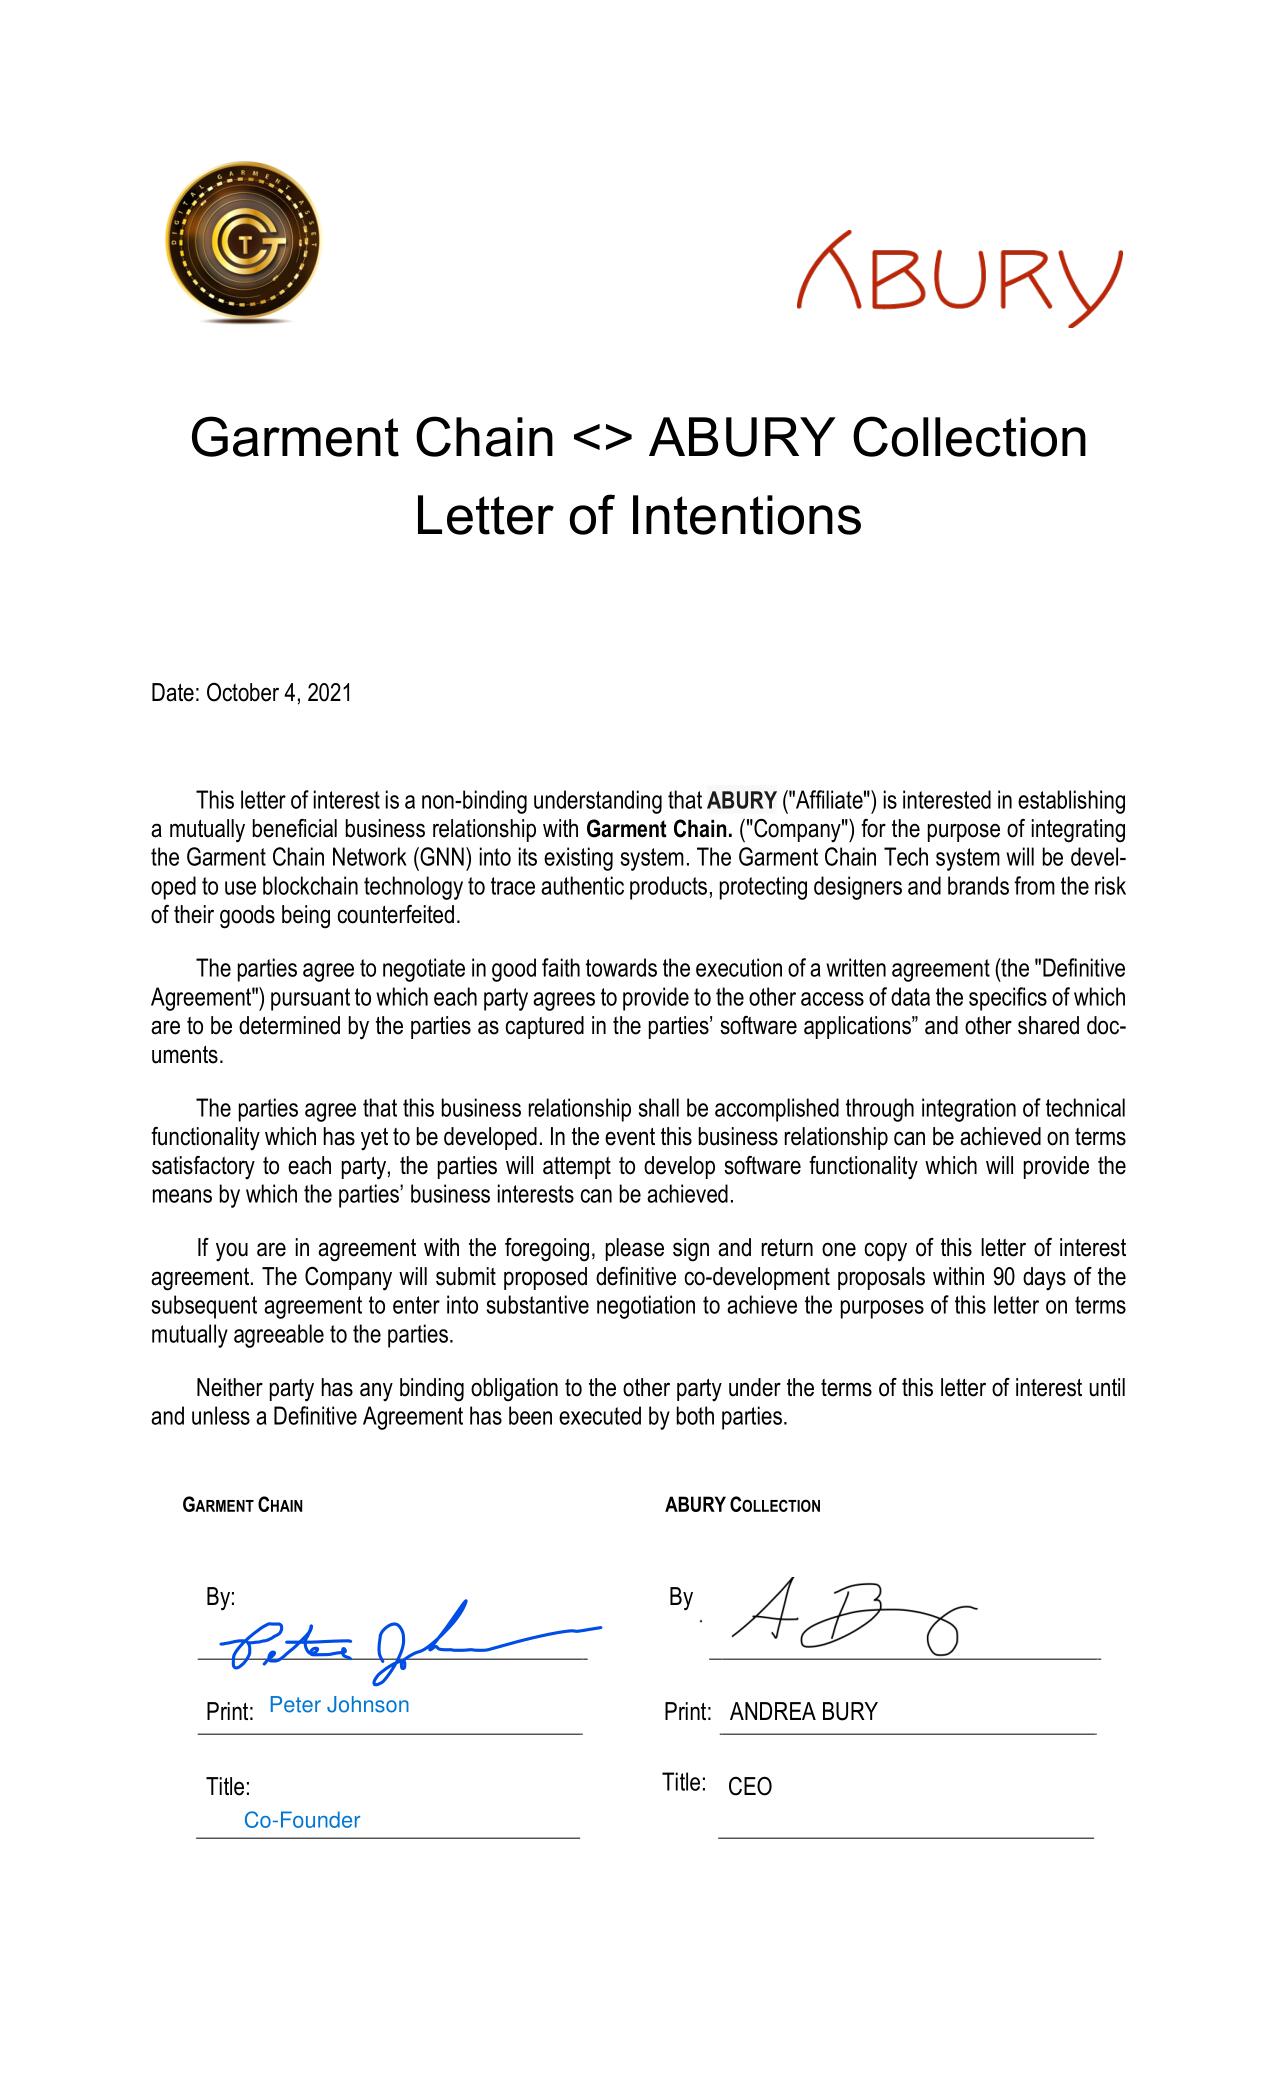 DIGITAL GARMENT ASSET
GCT
ABURY
Garment Chain <> ABURY Collection
Letter of Intentions
Date: October 4, 2021
This letter of interest is a non-binding understanding that ABURY ("Affiliate") is interested in establishing
a mutually beneficial business relationship with Garment Chain. ("Company") for the purpose of integrating
the Garment Chain Network (GNN) into its existing system. The Garment Chain Tech system will be devel-
oped to use blockchain technology to trace authentic products, protecting designers and brands from the risk
of their goods being counterfeited.
The parties agree to negotiate in good faith towards the execution of a written agreement (the "Definitive
Agreement") pursuant to which each party agrees to provide to the other access of data the specifics of which
are to be determined by the parties as captured in the parties’ software applications” and other shared doc-
uments.
The parties agree that this business relationship shall be accomplished through integration of technical
functionality which has yet to be developed. In the event this business relationship can be achieved on terms
satisfactory to each party, the parties will attempt to develop software functionality which will provide the
means by which the parties’ business interests can be achieved.
If you are in agreement with the foregoing, please sign and return one copy of this letter of interest
agreement. The Company will submit proposed definitive co-development proposals within 90 days of the
subsequent agreement to enter into substantive negotiation to achieve the purposes of this letter on terms
mutually agreeable to the parties.
Neither party has any binding obligation to the other party under the terms of this letter of interest until
and unless a Definitive Agreement has been executed by both parties.
GARMENT CHAIN ABURY COLLECTION
By: By .
Peter Johnson A Bury
Print: Peter Johnson Print: ANDREA BURY
Title: Title: CEO
Co-Founder